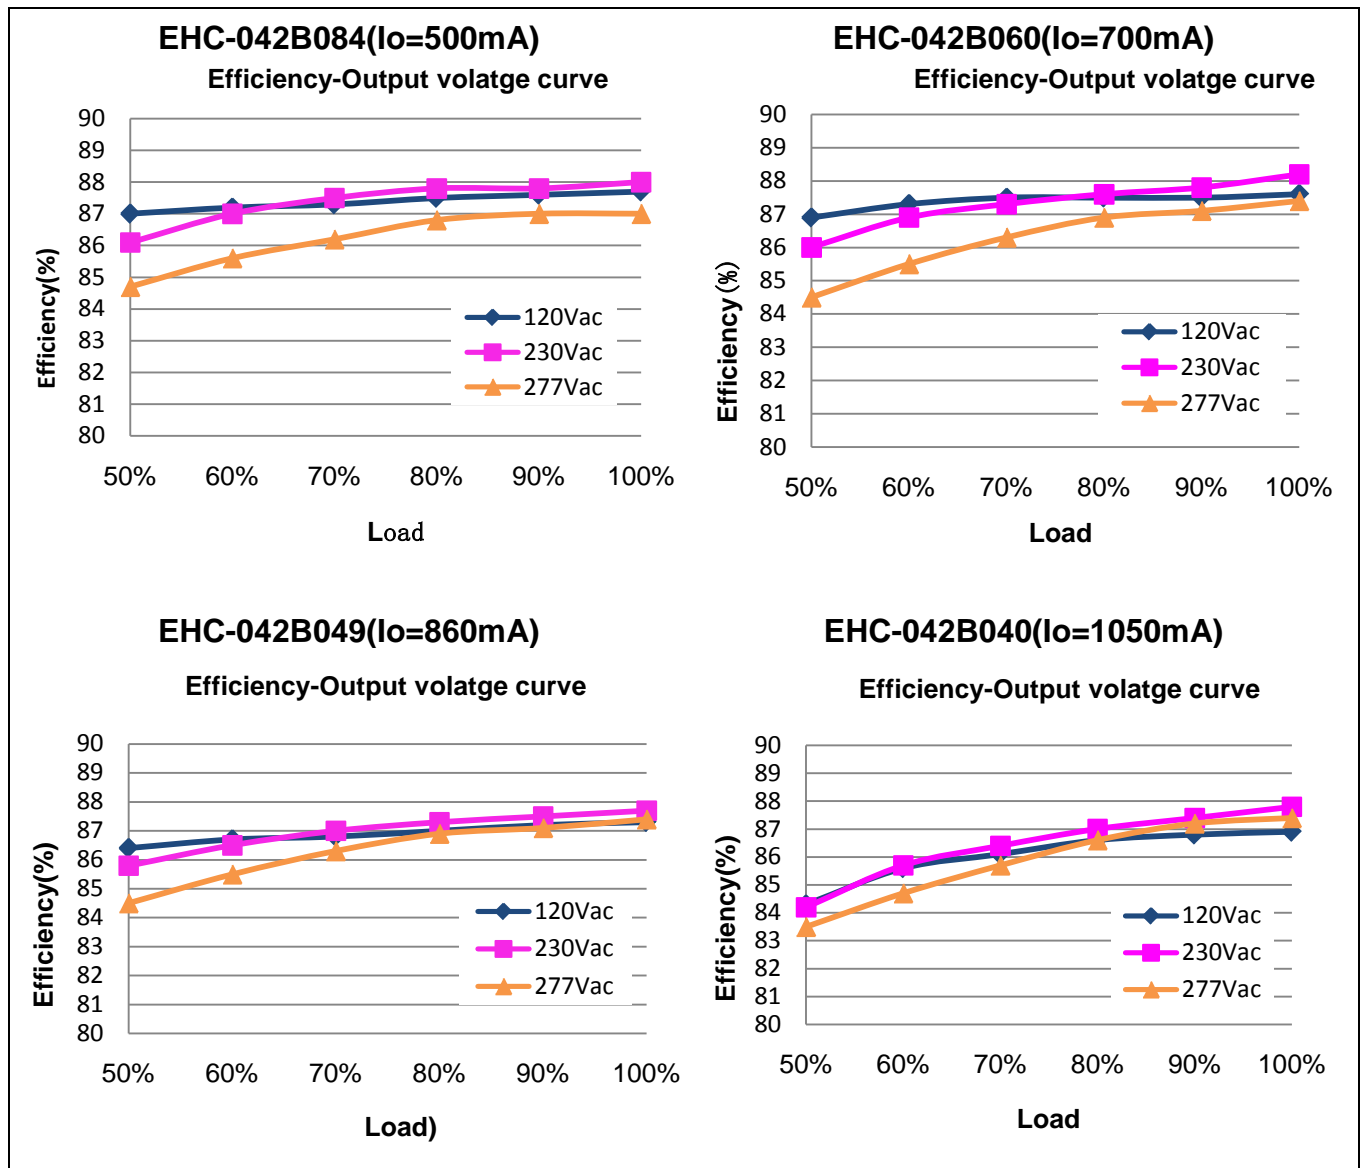 EHC-042B084(Io=500mA)
Efficiency-Output volatge curve
90
89
88
87
86
85
84
83
82
81
80
Efficiency(%)
120Vac
230Vac
277Vac
50% 60% 70% 80% 90% 100%
Load
EHC-042B060(Io=700mA)
Efficiency-Output volatge curve
90
89
88
87
86
85
84
83
82
81
80
Efficiency(%)
120Vac
230Vac
277Vac
50% 60% 70% 80% 90% 100%
Load
EHC-042B049(Io=860mA)
Efficiency-Output volatge curve
90
89
88
87
86
85
84
83
82
81
80
Efficiency(%)
120Vac
230Vac
277Vac
50% 60% 70% 80% 90% 100%
Load)
EHC-042B040(Io=1050mA)
Efficiency-Output volatge curve
90
89
88
87
86
85
84
83
82
81
80
Efficiency(%)
120Vac
230Vac
277Vac
50% 60% 70% 80% 90% 100%
Load